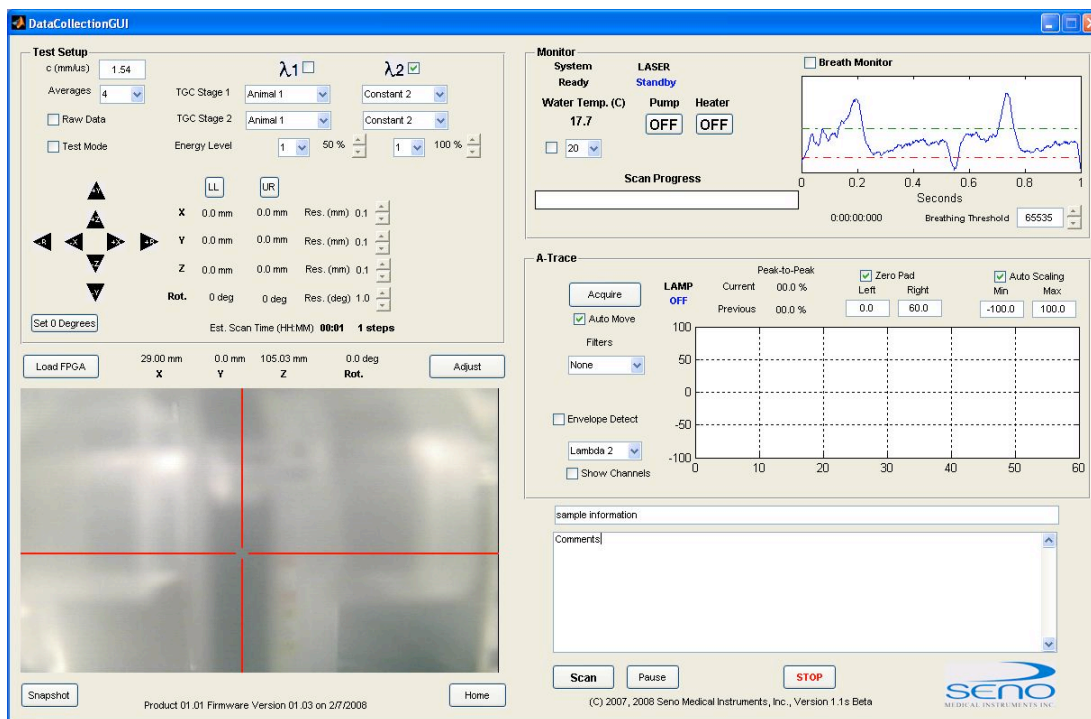 DataCollectionGUI
Test Setup
c (mm/us) 1.54 λ1 λ2
Averages 4 TGC Stage 1 Animal 1 Constant 2
Raw Data TGC Stage 2 Animal 1 Constant 2
Test Mode Energy Level 1 50 % 1 100 %
+Y
+Z
-R -X +X +R
-Z
-Y
LL UR
X 0.0 mm 0.0 mm Res. (mm) 0.1
Y 0.0 mm 0.0 mm Res. (mm) 0.1
Z 0.0 mm 0.0 mm Res. (mm) 0.1
Rot. 0 deg 0 deg Res. (deg) 1.0
Set 0 Degrees Est. Scan Time (HH:MM) 00:01 1 steps
Load FPGA 29.00 mm 0.0 mm 105.03 mm 0.0 deg Adjust
X Y Z Rot.
Snapshot Home
Product 01.01 Firmware Version 01.03 on 2/7/2008
Monitor
System LASER
Ready Standby
Water Temp. (C) Pump Heater
17.7 OFF OFF
20
Scan Progress
Breath Monitor
0 0.2 0.4 0.6 0.8 1
Seconds
0:00:00:000 Breathing Threshold 65535
A-Trace
Acquire LAMP OFF
Auto Move
Peak-to-Peak
Current 00.0 %
Previous 00.0 %
Zero Pad
Left Right
0.0 60.0
Auto Scaling
Min Max
-100.0 100.0
Filters
None
Envelope Detect
Lambda 2
Show Channels
100
50
0
-50
-100
0 10 20 30 40 50 60
sample information
Comments
Scan Pause STOP
(C) 2007, 2008 Seno Medical Instruments, Inc., Version 1.1s Beta
SENO
MEDICAL INSTRUMENTS INC.